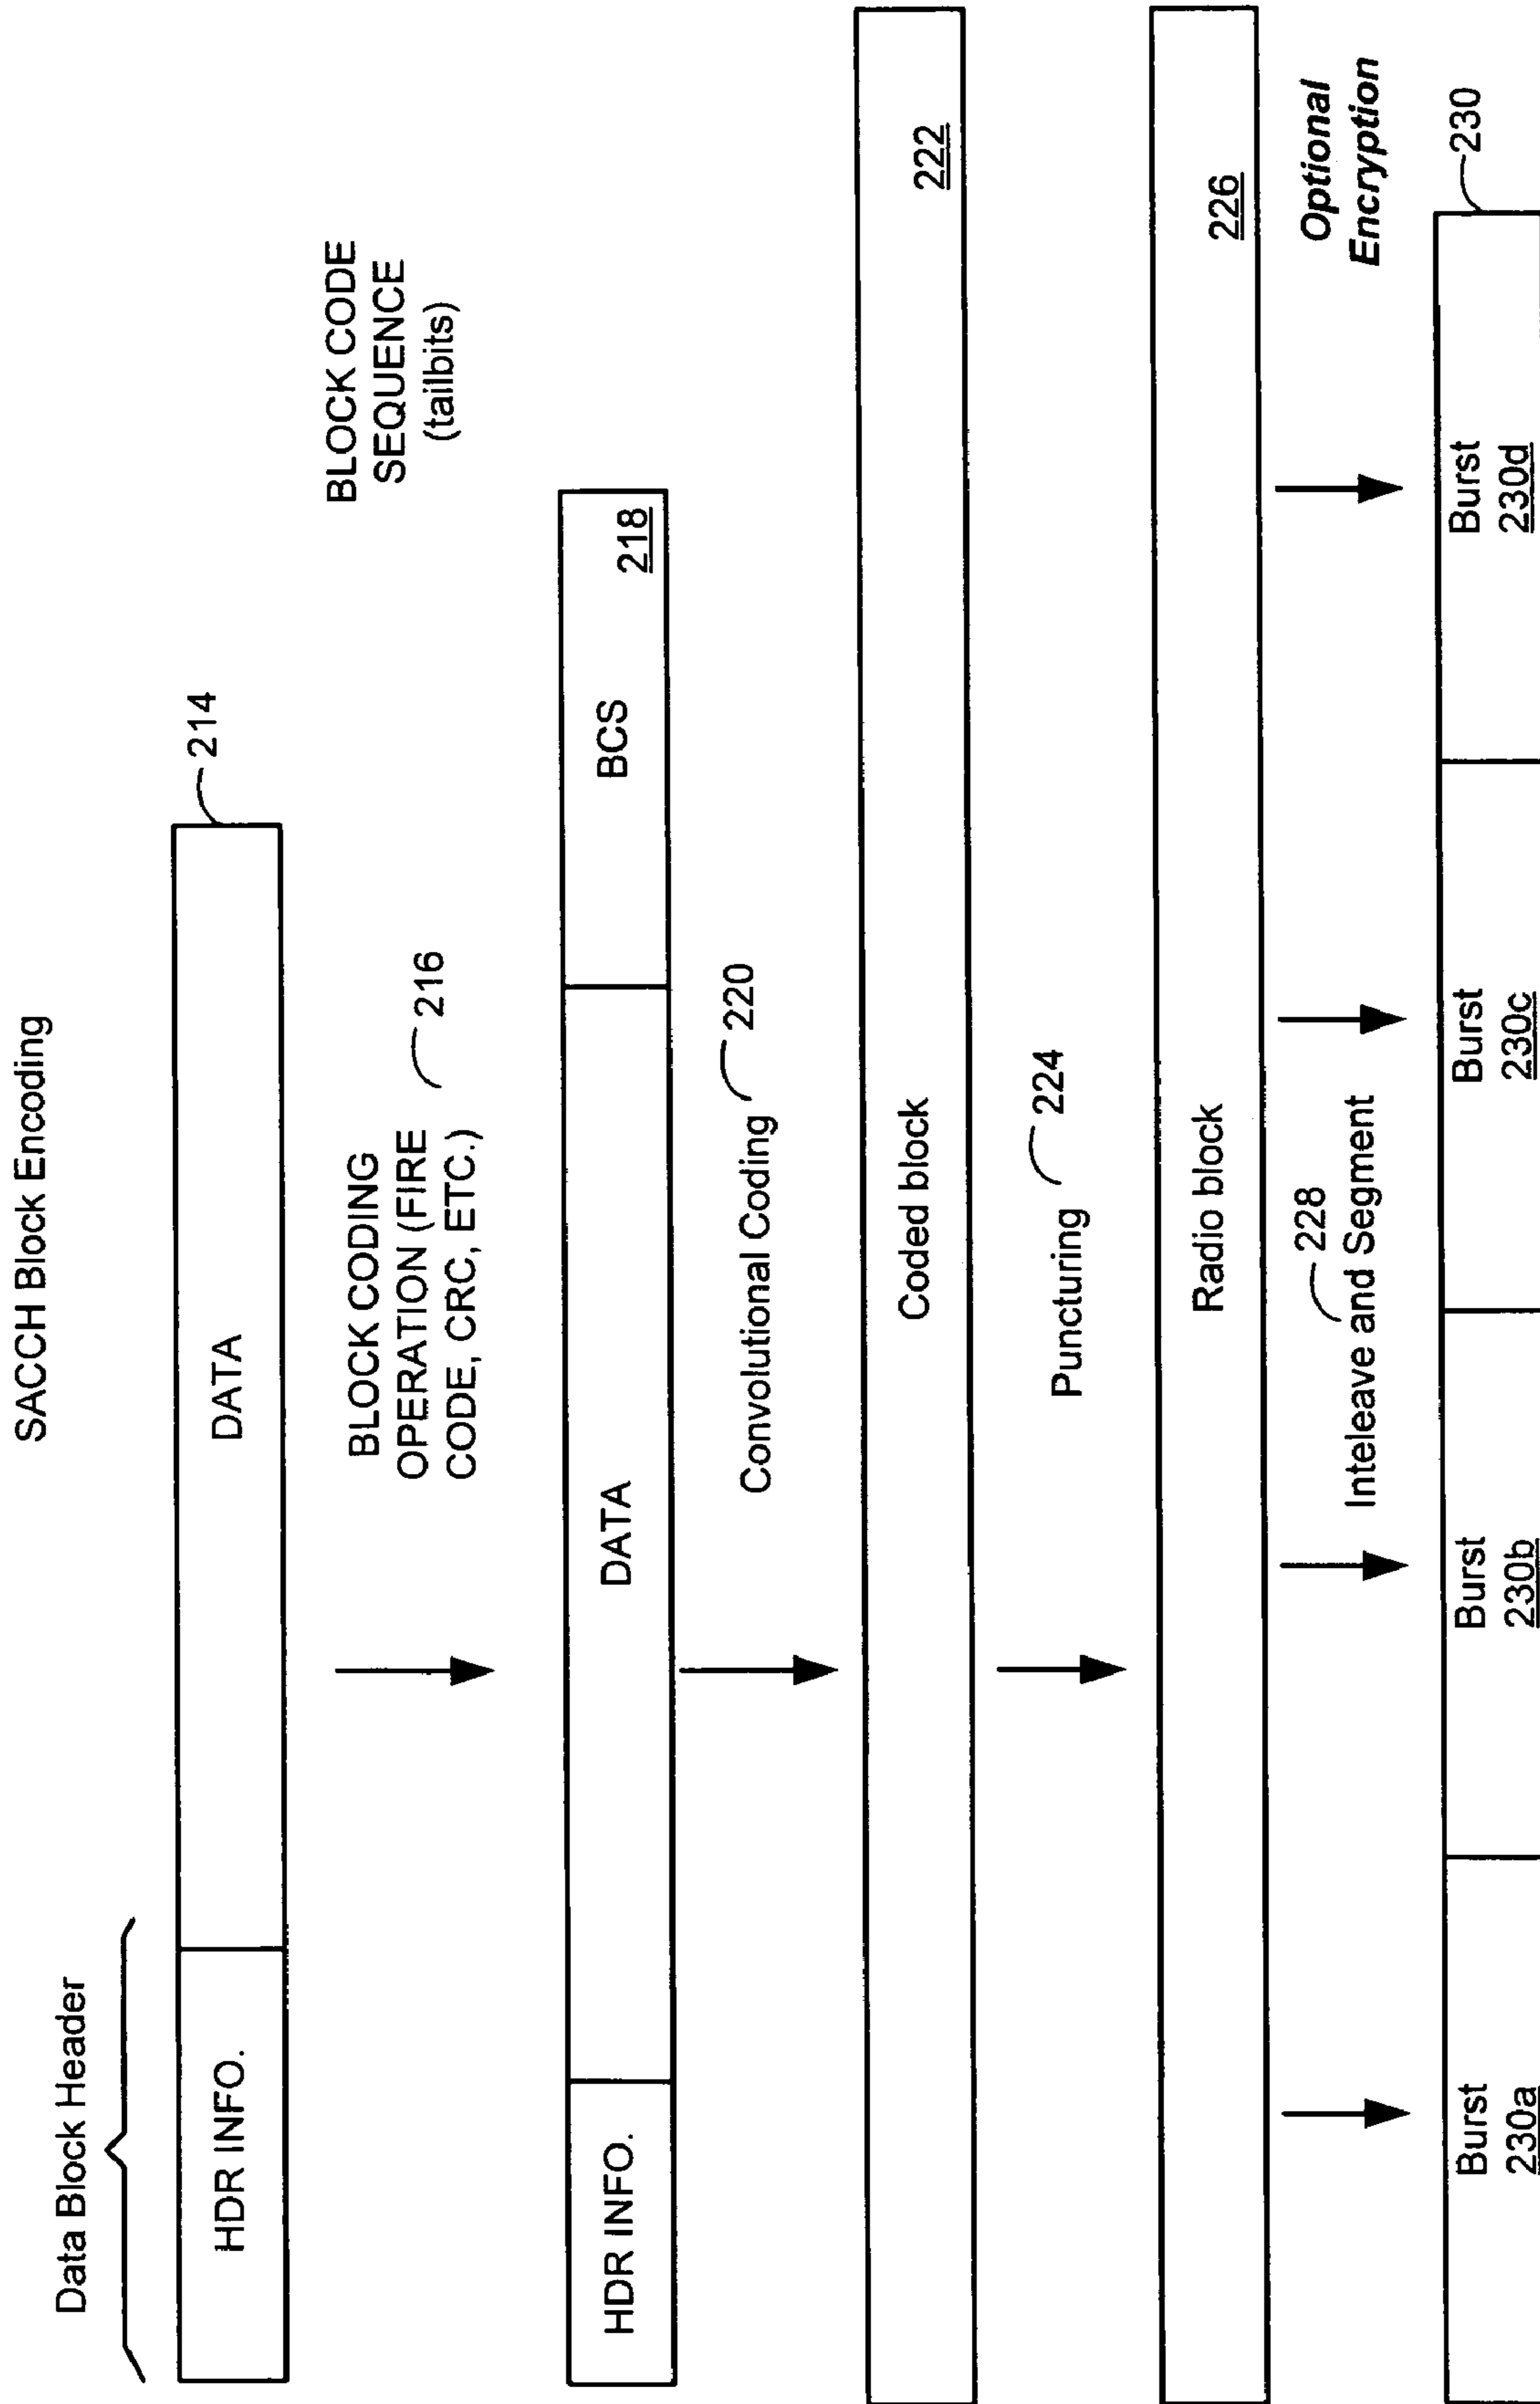 SACCH Block Encoding
Data Block Header
HDR INFO.
DATA
214
BLOCK CODING
OPERATION (FIRE
CODE, CRC, ETC.)
216
BLOCK CODE
SEQUENCE
(tailbits)
HDR INFO.
DATA
BCS
218
Convolutional Coding
220
Coded block
222
Puncturing
224
Radio block
226
228
Inteleave and Segment
Optional
Encryption
230
Burst
230a
Burst
230b
Burst
230c
Burst
230d